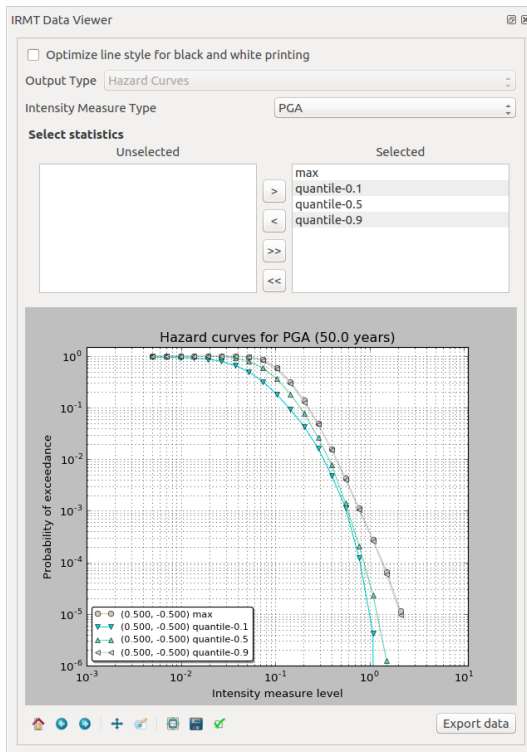 IRMT Data Viewer
Optimize line style for black and white printing
Output Type Hazard Curves
Intensity Measure Type PGA
Select statistics
Unselected Selected
max
> quantile-0.1
quantile-0.5
< quantile-0.9
>>
<<
Hazard curves for PGA (50.0 years)
Probability of exceedance
10^0
10^-1
10^-2
10^-3
10^-4
10^-5
10^-6
(0.500, -0.500) max
(0.500, -0.500) quantile-0.1
(0.500, -0.500) quantile-0.5
(0.500, -0.500) quantile-0.9
10^-3 10^-2 10^-1 10^0 10^1
Intensity measure level
Export data